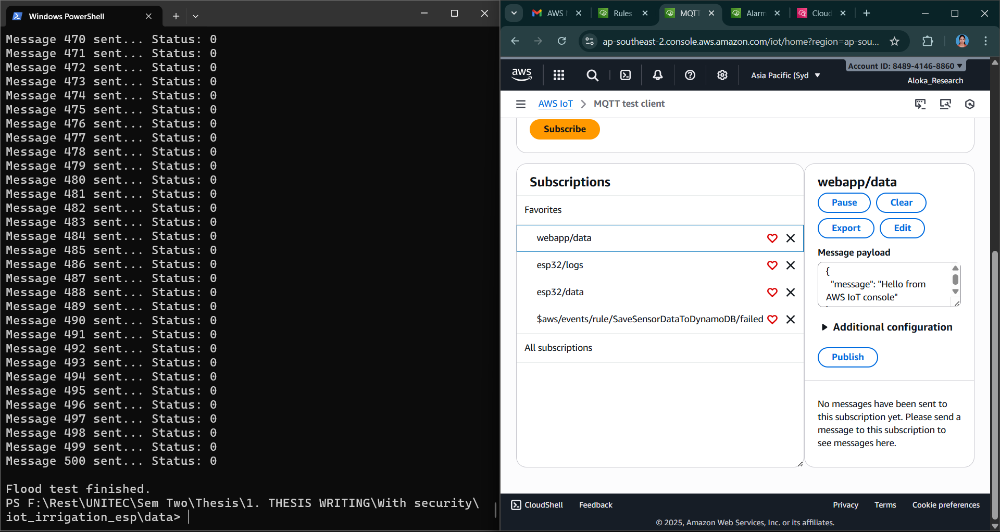 Windows PowerShell
Message 470 sent... Status: 0
Message 471 sent... Status: 0
Message 472 sent... Status: 0
Message 473 sent... Status: 0
Message 474 sent... Status: 0
Message 475 sent... Status: 0
Message 476 sent... Status: 0
Message 477 sent... Status: 0
Message 478 sent... Status: 0
Message 479 sent... Status: 0
Message 480 sent... Status: 0
Message 481 sent... Status: 0
Message 482 sent... Status: 0
Message 483 sent... Status: 0
Message 484 sent... Status: 0
Message 485 sent... Status: 0
Message 486 sent... Status: 0
Message 487 sent... Status: 0
Message 488 sent... Status: 0
Message 489 sent... Status: 0
Message 490 sent... Status: 0
Message 491 sent... Status: 0
Message 492 sent... Status: 0
Message 493 sent... Status: 0
Message 494 sent... Status: 0
Message 495 sent... Status: 0
Message 496 sent... Status: 0
Message 497 sent... Status: 0
Message 498 sent... Status: 0
Message 499 sent... Status: 0
Message 500 sent... Status: 0
Flood test finished.
PS F:\Rest\UNITEC\Sem Two\Thesis\1. THESIS WRITING\With security\
iot_irrigation_esp\data>
AWS
Rules
MQTT
Alarm
Cloud
ap-southeast-2.console.aws.amazon.com/iot/home?region=ap-sou...
aws
Asia Pacific (Syd
Account ID: 8489-4146-8860
Aloka_Research
AWS IoT
MQTT test client
Subscribe
Subscriptions
Favorites
webapp/data
esp32/logs
esp32/data
$aws/events/rule/SaveSensorDataToDynamoDB/failed
All subscriptions
webapp/data
Pause
Clear
Export
Edit
Message payload
{
"message": "Hello from
AWS IoT console"
Additional configuration
Publish
No messages have been sent to
this subscription yet. Please send a
message to this subscription to
see messages here.
CloudShell
Feedback
Privacy
Terms
Cookie preferences
© 2025, Amazon Web Services, Inc. or its affiliates.